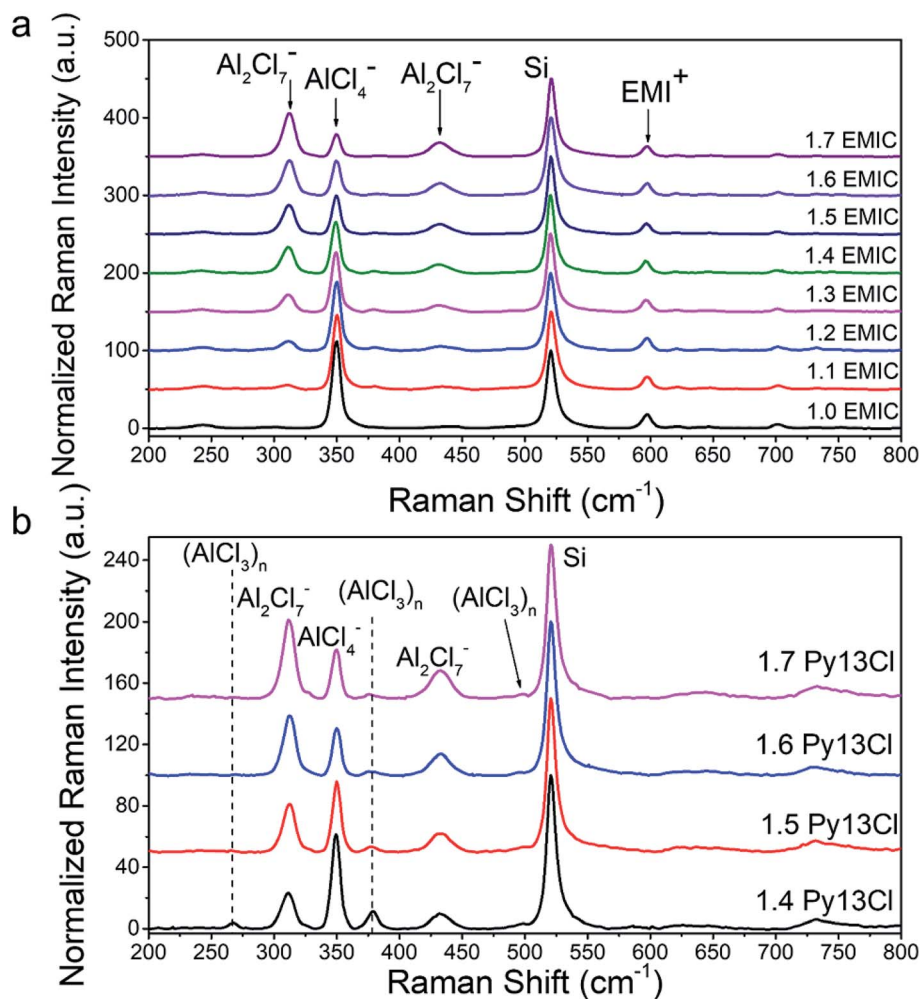 a
Normalized Raman Intensity (a.u.)
500
400
300
200
100
0
Al₂Cl₇⁻
AlCl₄⁻
Al₂Cl₇⁻
Si
EMI⁺
1.7 EMIC
1.6 EMIC
1.5 EMIC
1.4 EMIC
1.3 EMIC
1.2 EMIC
1.1 EMIC
1.0 EMIC
200 250 300 350 400 450 500 550 600 650 700 750 800
Raman Shift (cm⁻¹)
b
Normalized Raman Intensity (a.u.)
240
200
160
120
80
40
0
(AlCl₃)ₙ
Al₂Cl₇⁻
AlCl₄⁻
(AlCl₃)ₙ
Al₂Cl₇⁻
(AlCl₃)ₙ
Si
1.7 Py13Cl
1.6 Py13Cl
1.5 Py13Cl
1.4 Py13Cl
200 250 300 350 400 450 500 550 600 650 700 750 800
Raman Shift (cm⁻¹)